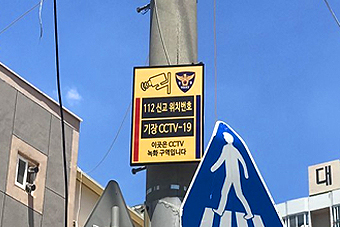 112 신고 위치번호
기장 CCTV-19
이곳은 CCTV
녹화 구역입니다
대